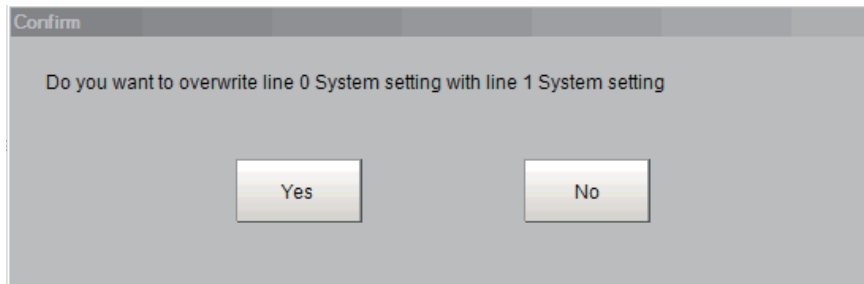 Confirm
Do you want to overwrite line 0 System setting with line 1 System setting
Yes
No